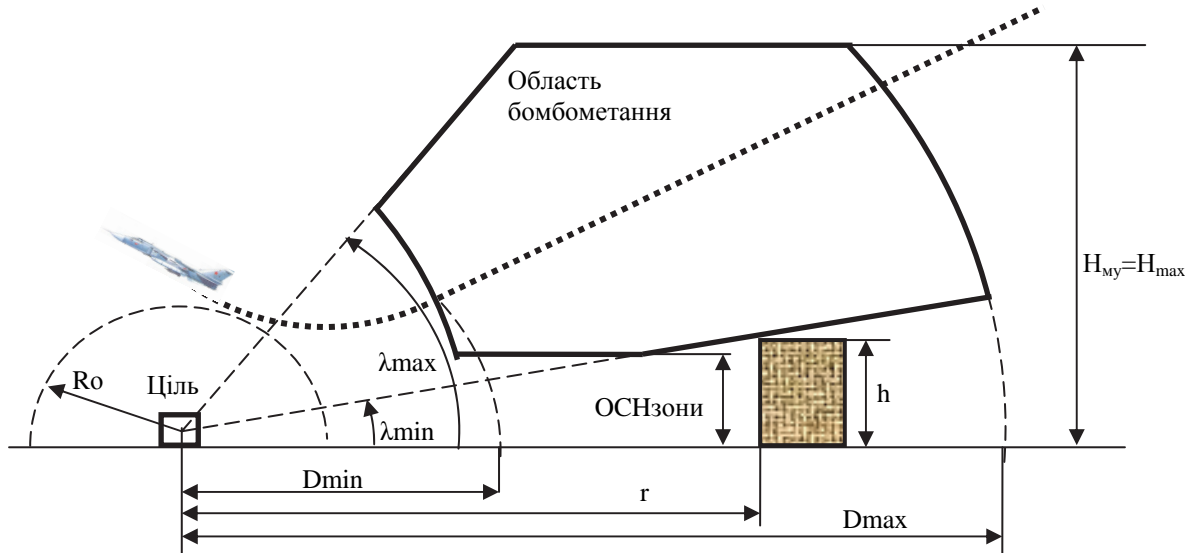 Область
бомбометання
Hму=Hmax
λmax
Ro
Ціль
ОСНзони
h
λmin
Dmin
r
Dmax